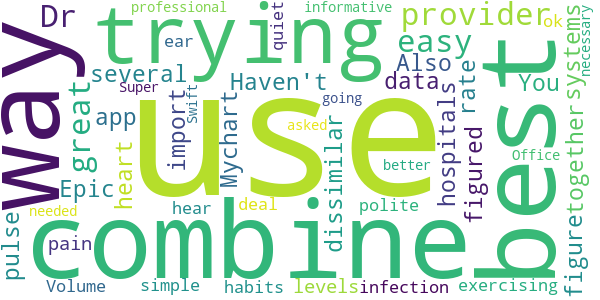 professional
informative
Dr
trying
ear
quiet
provider
ok
necessary
easy
systems
way
several
Haven't
Also
data
rate
You
best
great
Super
app
import
Swift
Mychart
going
use
asked
dissimilar
hospitals
figured
together
Office
better
heart
Epic
pulse
needed
combine
hear
deal
polite
figure
pain
Volume
simple
habits
levels
infection
exercising